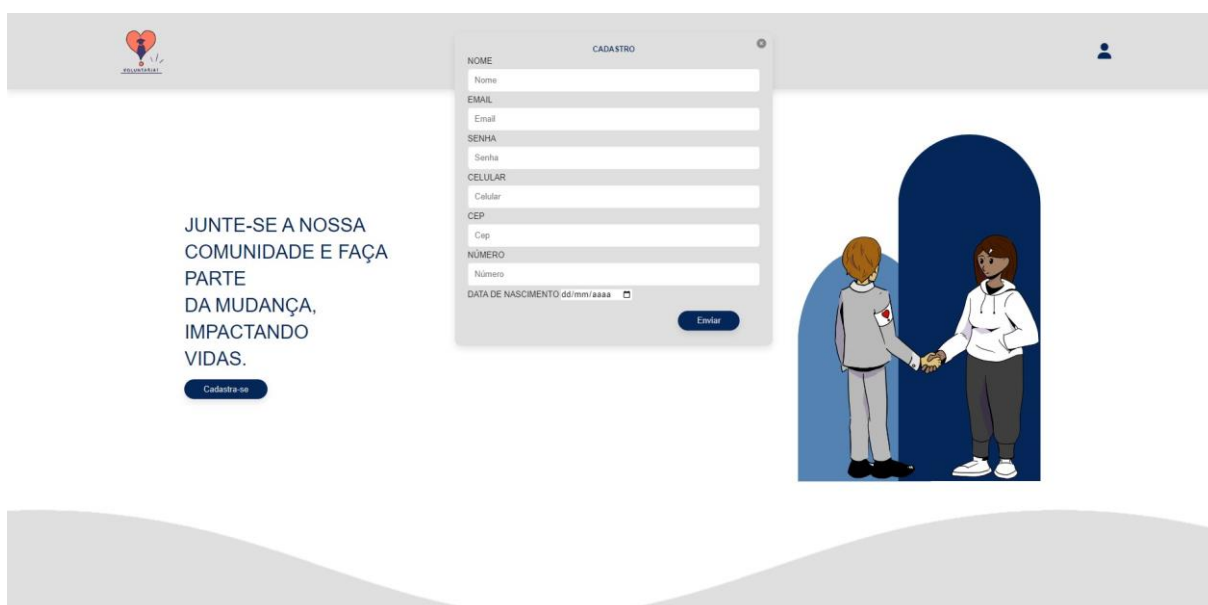 VOLUNTARIAÍ
CADASTRO
NOME
Nome
EMAIL
Email
SENHA
Senha
CELULAR
Celular
CEP
Cep
NÚMERO
Número
DATA DE NASCIMENTO dd/mm/aaaa
Enviar
JUNTE-SE A NOSSA
COMUNIDADE E FAÇA
PARTE
DA MUDANÇA,
IMPACTANDO
VIDAS.
Cadastra-se